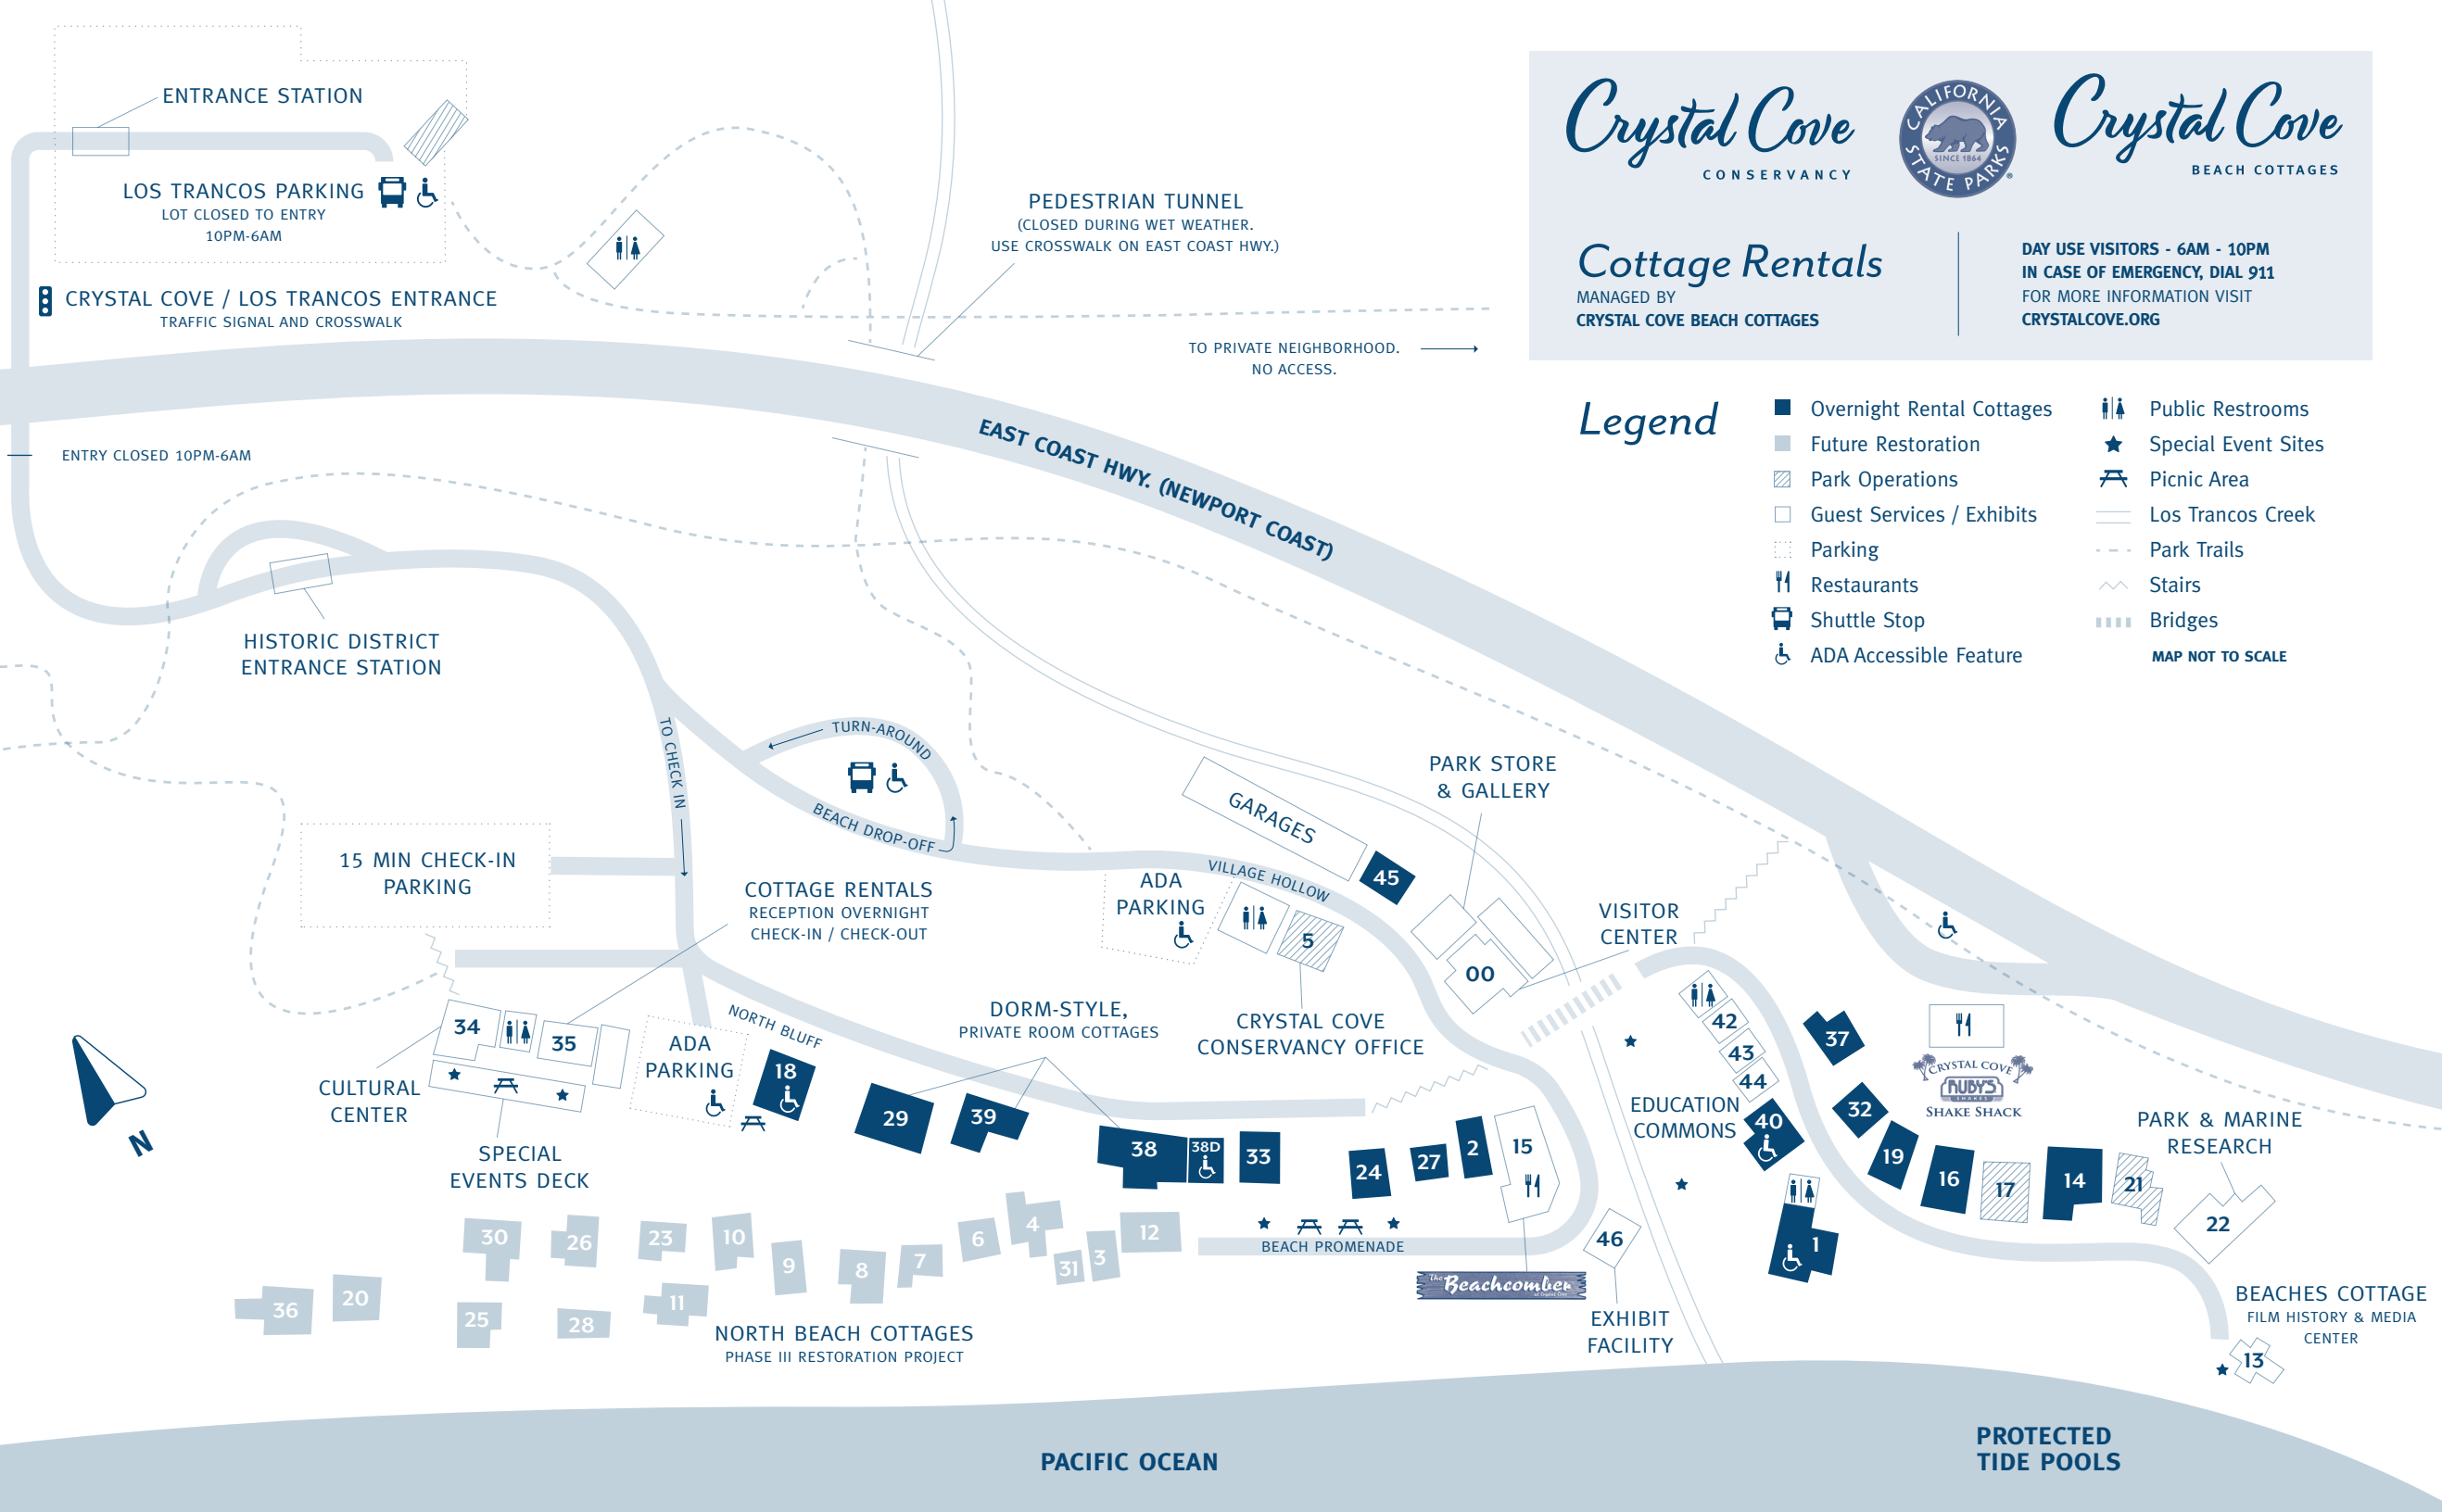 ENTRANCE STATION
LOS TRANCOS PARKING
LOT CLOSED TO ENTRY
10PM-6AM
CRYSTAL COVE / LOS TRANCOS ENTRANCE
TRAFFIC SIGNAL AND CROSSWALK
PEDESTRIAN TUNNEL
(CLOSED DURING WET WEATHER.
USE CROSSWALK ON EAST COAST HWY.)
TO PRIVATE NEIGHBORHOOD.
NO ACCESS.
Crystal Cove
CONSERVANCY
CALIFORNIA
STATE PARKS
SINCE 1864
®
Crystal Cove
BEACH COTTAGES
Cottage Rentals
MANAGED BY
CRYSTAL COVE BEACH COTTAGES
DAY USE VISITORS - 6AM - 10PM
IN CASE OF EMERGENCY, DIAL 911
FOR MORE INFORMATION VISIT
CRYSTALCOVE.ORG
Legend
Overnight Rental Cottages
Future Restoration
Park Operations
Guest Services / Exhibits
Parking
Restaurants
Shuttle Stop
ADA Accessible Feature
Public Restrooms
Special Event Sites
Picnic Area
Los Trancos Creek
Park Trails
Stairs
Bridges
MAP NOT TO SCALE
EAST COAST HWY. (NEWPORT COAST)
ENTRY CLOSED 10PM-6AM
HISTORIC DISTRICT
ENTRANCE STATION
TO CHECK IN
TURN-AROUND
BEACH DROP-OFF
15 MIN CHECK-IN
PARKING
COTTAGE RENTALS
RECEPTION OVERNIGHT
CHECK-IN / CHECK-OUT
GARAGES
PARK STORE
& GALLERY
VILLAGE HOLLOW
45
ADA
PARKING
5
00
VISITOR
CENTER
CRYSTAL COVE
CONSERVANCY OFFICE
DORM-STYLE,
PRIVATE ROOM COTTAGES
NORTH BLUFF
34
35
ADA
PARKING
18
CULTURAL
CENTER
SPECIAL
EVENTS DECK
N
29
39
38
38D
33
24
27
2
15
BEACH PROMENADE
The Beachcomber
46
EXHIBIT
FACILITY
42
43
44
EDUCATION
COMMONS
40
1
37
32
19
16
17
14
21
22
CRYSTAL COVE
RUBY'S
SHAKES
SHAKE SHACK
PARK & MARINE
RESEARCH
BEACHES COTTAGE
FILM HISTORY & MEDIA
CENTER
13
30
26
23
10
9
8
7
6
4
31
3
12
36
20
25
28
11
NORTH BEACH COTTAGES
PHASE III RESTORATION PROJECT
PACIFIC OCEAN
PROTECTED
TIDE POOLS